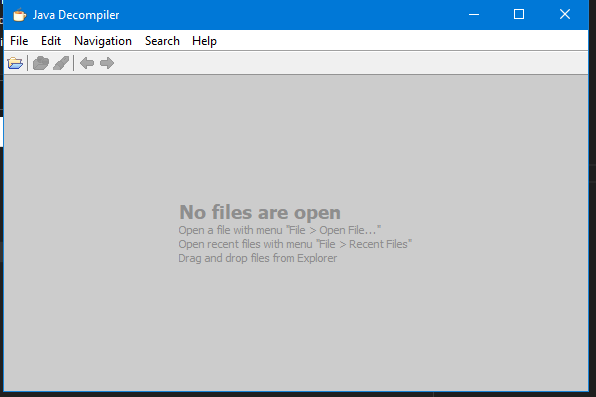 Java Decompiler
File Edit Navigation Search Help
No files are open
Open a file with menu "File > Open File..."
Open recent files with menu "File > Recent Files"
Drag and drop files from Explorer